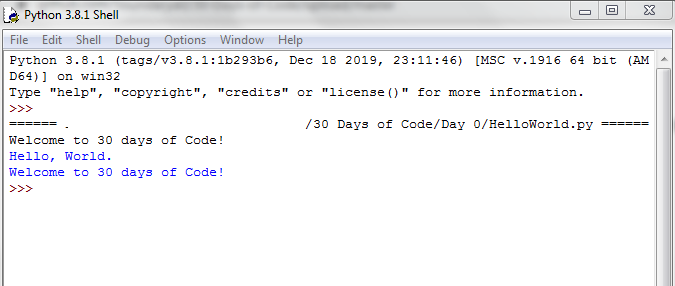 Python 3.8.1 Shell
File Edit Shell Debug Options Window Help
Python 3.8.1 (tags/v3.8.1:1b293b6, Dec 18 2019, 23:11:46) [MSC v.1916 64 bit (AM
D64)] on win32
Type "help", "copyright", "credits" or "license()" for more information.
>>>
====== . /30 Days of Code/Day 0/HelloWorld.py ======
Welcome to 30 days of Code!
Hello, World.
Welcome to 30 days of Code!
>>>